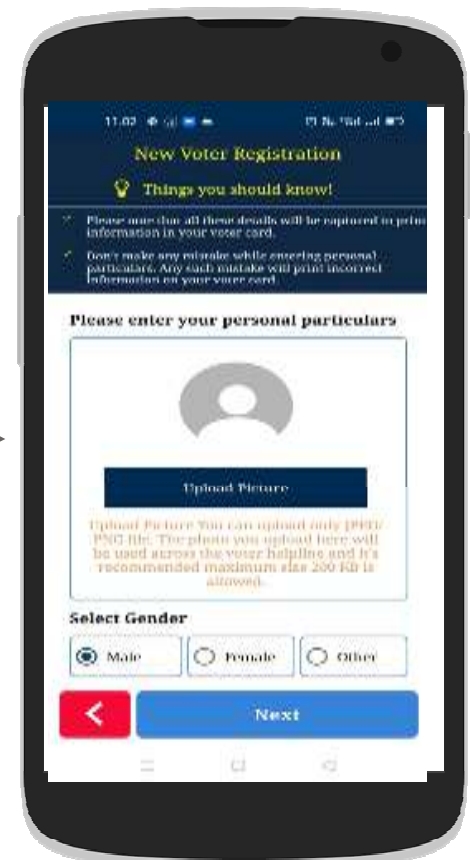 11.02
New Voter Registration
Things you should know!
Please note that all these details will be captured to print
information in your voter card.
Don't make any mistake while entering personal
particulars. Any such mistake will print incorrect
information on your voter card.
Please enter your personal particulars
Upload Picture
Upload Picture You can upload only JPEG/
PNG file. The photo you upload here will
be used across the voter helpline and it's
recommended maximum size 200 KB is
allowed.
Select Gender
Male Female Other
Next